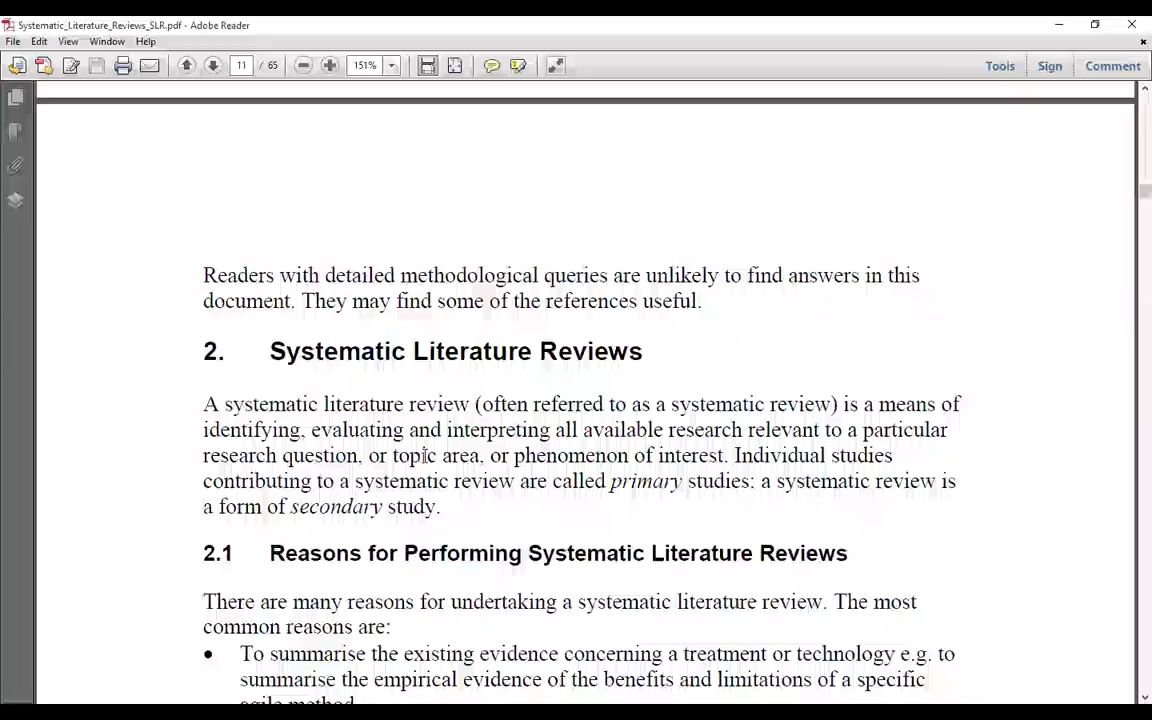 Systematic_Literature_Reviews_SLR.pdf - Adobe Reader
File Edit View Window Help
11 / 65 151% Tools Sign Comment
Readers with detailed methodological queries are unlikely to find answers in this
document. They may find some of the references useful.
2. Systematic Literature Reviews
A systematic literature review (often referred to as a systematic review) is a means of
identifying, evaluating and interpreting all available research relevant to a particular
research question, or topic area, or phenomenon of interest. Individual studies
contributing to a systematic review are called primary studies: a systematic review is
a form of secondary study.
2.1 Reasons for Performing Systematic Literature Reviews
There are many reasons for undertaking a systematic literature review. The most
common reasons are:
• To summarise the existing evidence concerning a treatment or technology e.g. to
summarise the empirical evidence of the benefits and limitations of a specific
agile method.